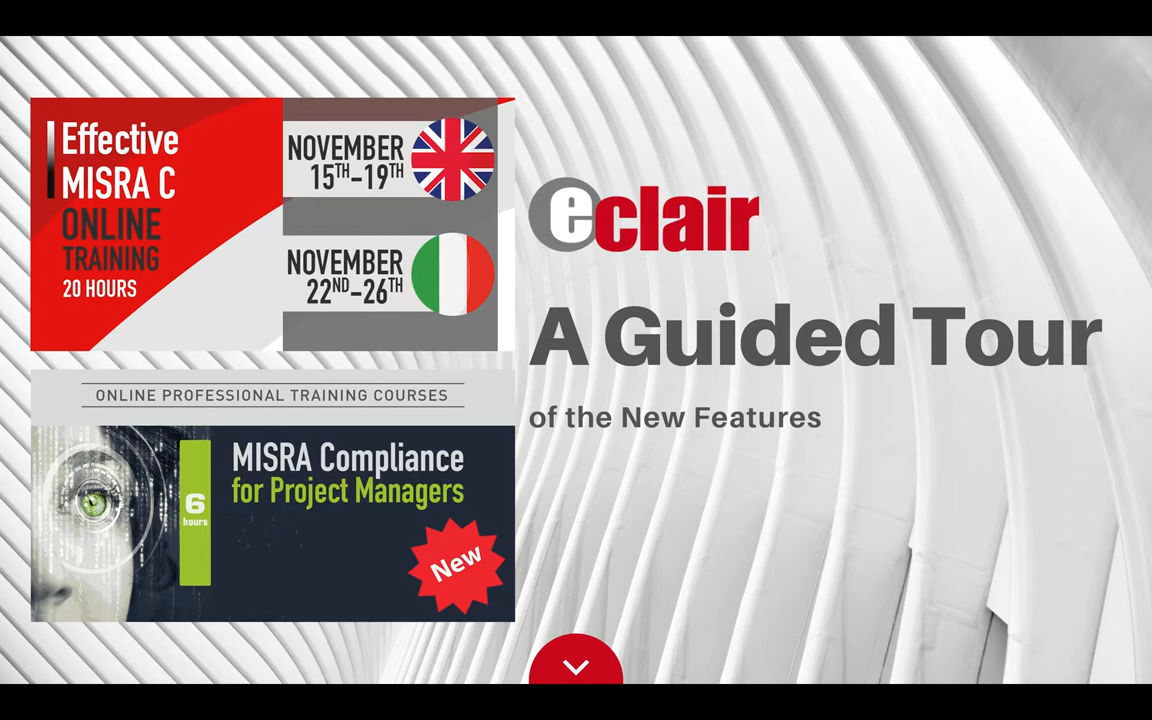 Effective
MISRA C
ONLINE
TRAINING
20 HOURS
NOVEMBER
15TH-19TH
NOVEMBER
22ND-26TH
ONLINE PROFESSIONAL TRAINING COURSES
6
hours
MISRA Compliance
for Project Managers
New
eclair
A Guided Tour
of the New Features